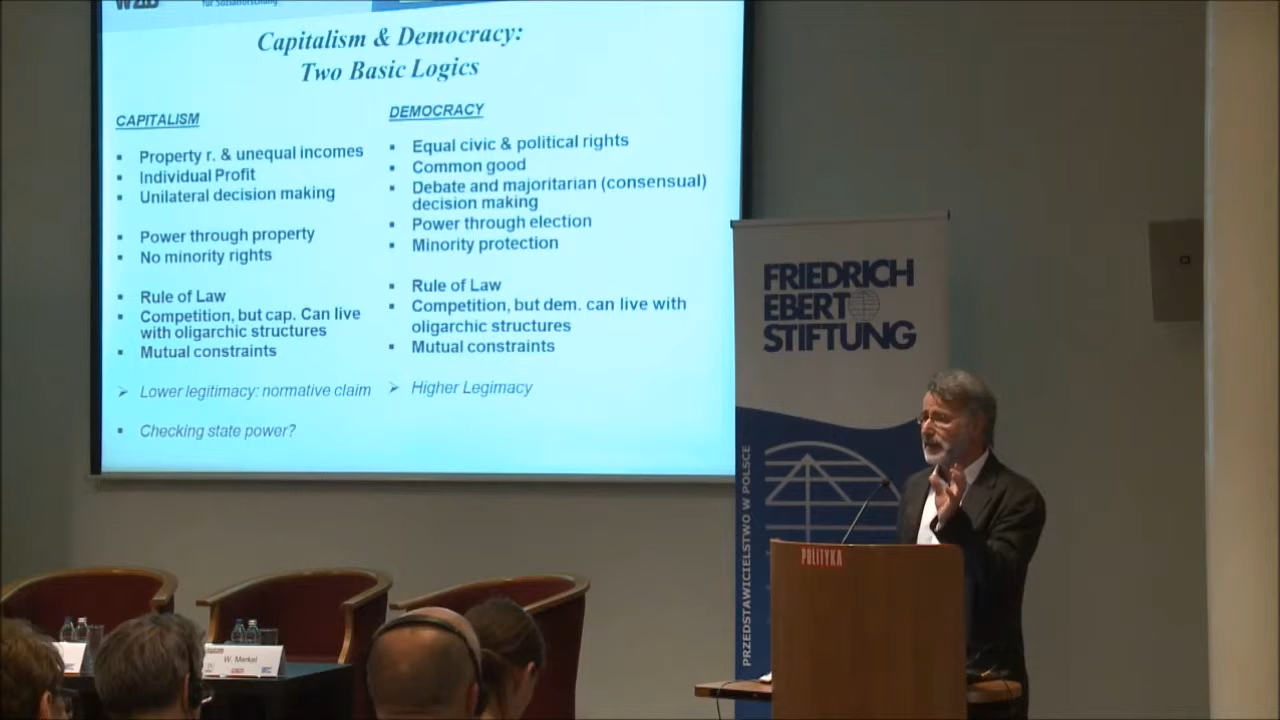 WZB
für Sozialforschung
Capitalism & Democracy:
Two Basic Logics
CAPITALISM
Property r. & unequal incomes
Individual Profit
Unilateral decision making
Power through property
No minority rights
Rule of Law
Competition, but cap. Can live
with oligarchic structures
Mutual constraints
Lower legitimacy: normative claim
Checking state power?
DEMOCRACY
Equal civic & political rights
Common good
Debate and majoritarian (consensual)
decision making
Power through election
Minority protection
Rule of Law
Competition, but dem. can live with
oligarchic structures
Mutual constraints
Higher Legimacy
FRIEDRICH
EBERT
STIFTUNG
PRZEDSTAWICIELSTWO W POLSCE
POLITYKA
W. Merkel